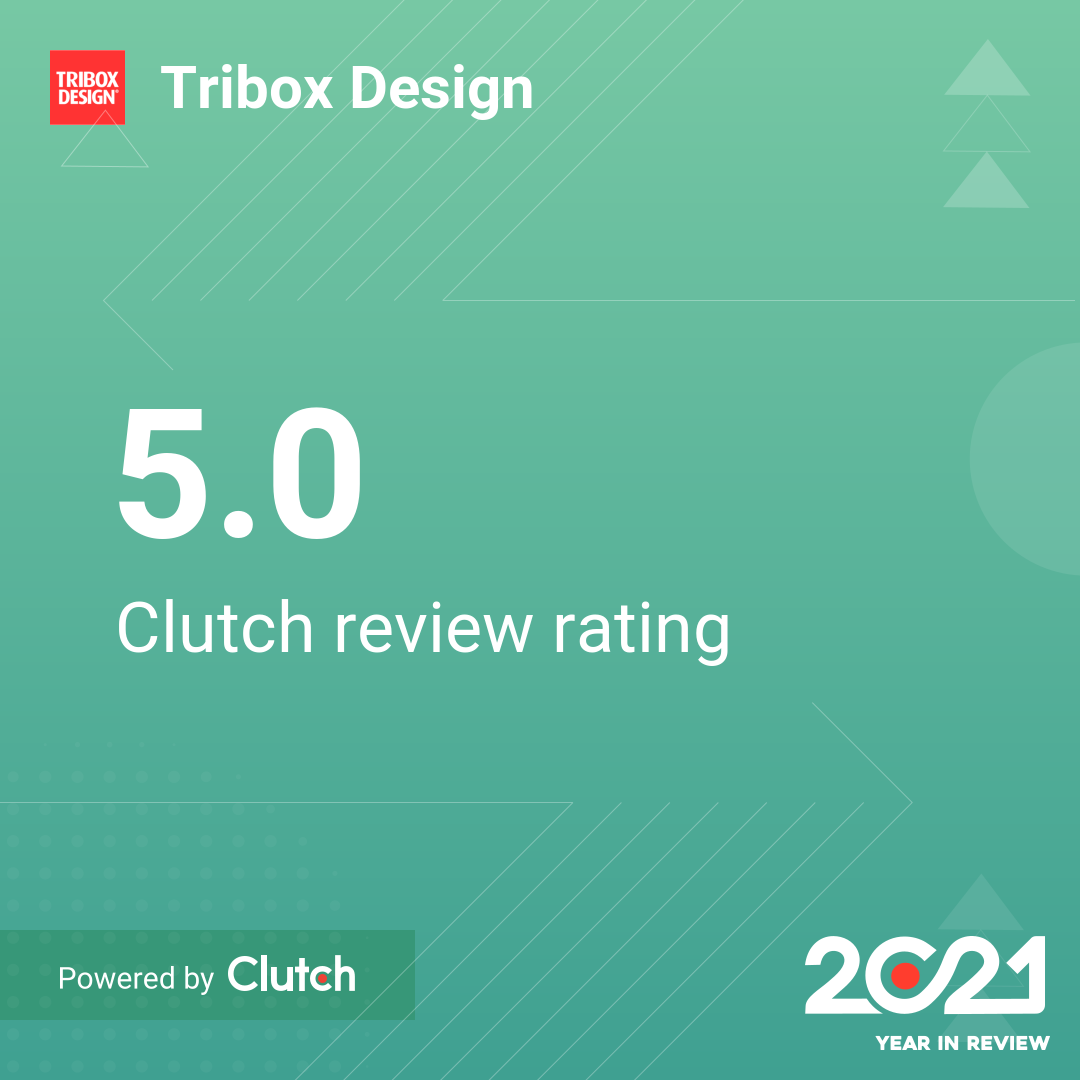 TRIBOX
DESIGN
Tribox Design
5.0
Clutch review rating
Powered by Clutch
2021
YEAR IN REVIEW